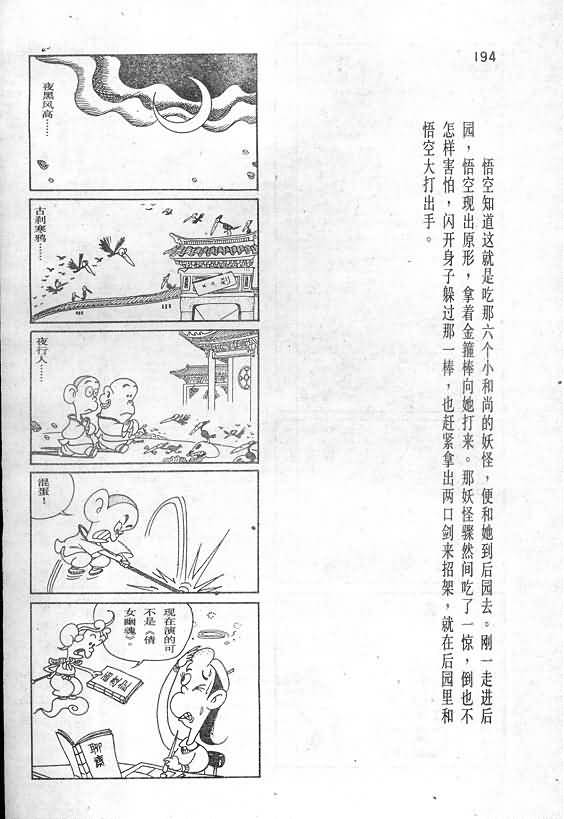 194
悟空知道这就是吃那六个小和尚的妖怪，便和她到后园去。刚一走进后
园，悟空现出原形，拿着金箍棒向她打来。那妖怪骤然间吃了一惊，倒也不
怎样害怕，闪开身子躲过那一棒，也赶紧拿出两口剑来招架，就在后园里和
悟空大打出手。
夜黑风高……
古刹寒鸦……
夜行人……
混蛋！
现在演的可
不是《倩
女幽魂》。
聊齋